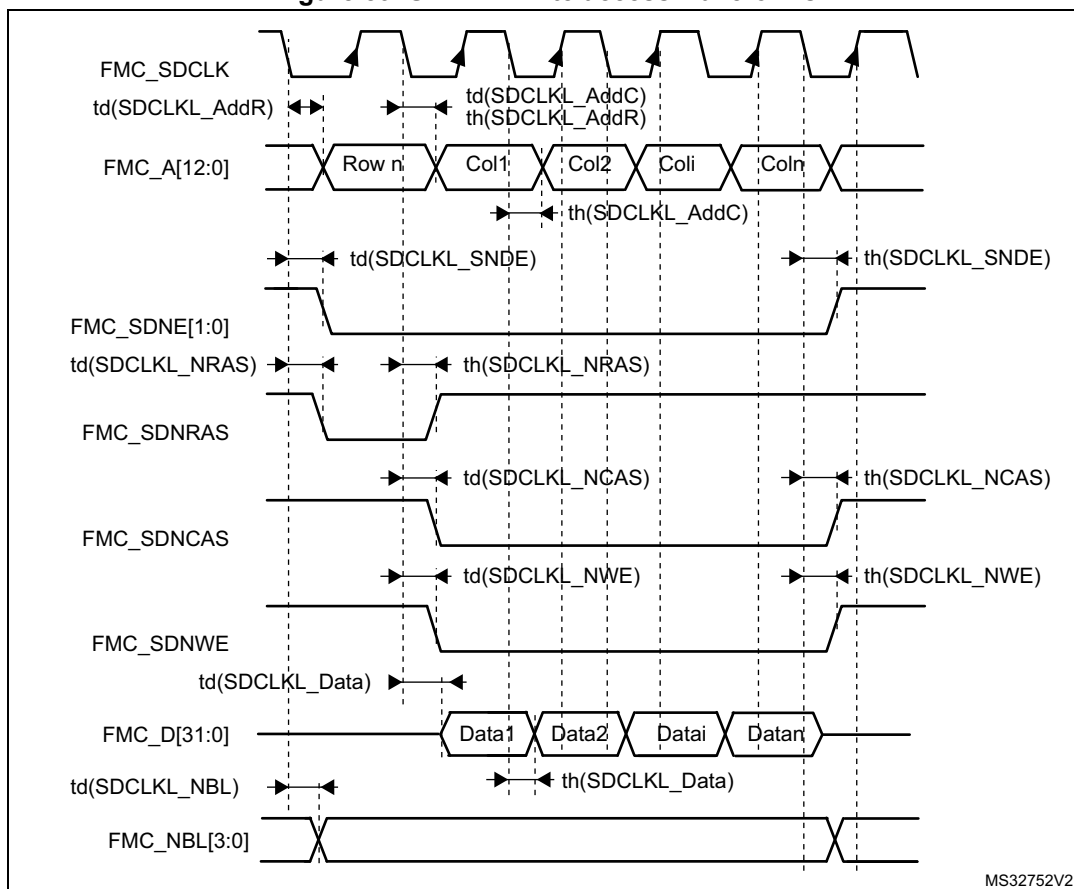 FMC_SDCLK
td(SDCLKL_AddR)
td(SDCLKL_AddC)
th(SDCLKL_AddR)
FMC_A[12:0]
Row n
Col1
Col2
Coli
Coln
th(SDCLKL_AddC)
td(SDCLKL_SNDE)
th(SDCLKL_SNDE)
FMC_SDNE[1:0]
td(SDCLKL_NRAS)
th(SDCLKL_NRAS)
FMC_SDNRAS
td(SDCLKL_NCAS)
th(SDCLKL_NCAS)
FMC_SDNCAS
td(SDCLKL_NWE)
th(SDCLKL_NWE)
FMC_SDNWE
td(SDCLKL_Data)
FMC_D[31:0]
Data1
Data2
Datai
Datan
td(SDCLKL_NBL)
th(SDCLKL_Data)
FMC_NBL[3:0]
MS32752V2